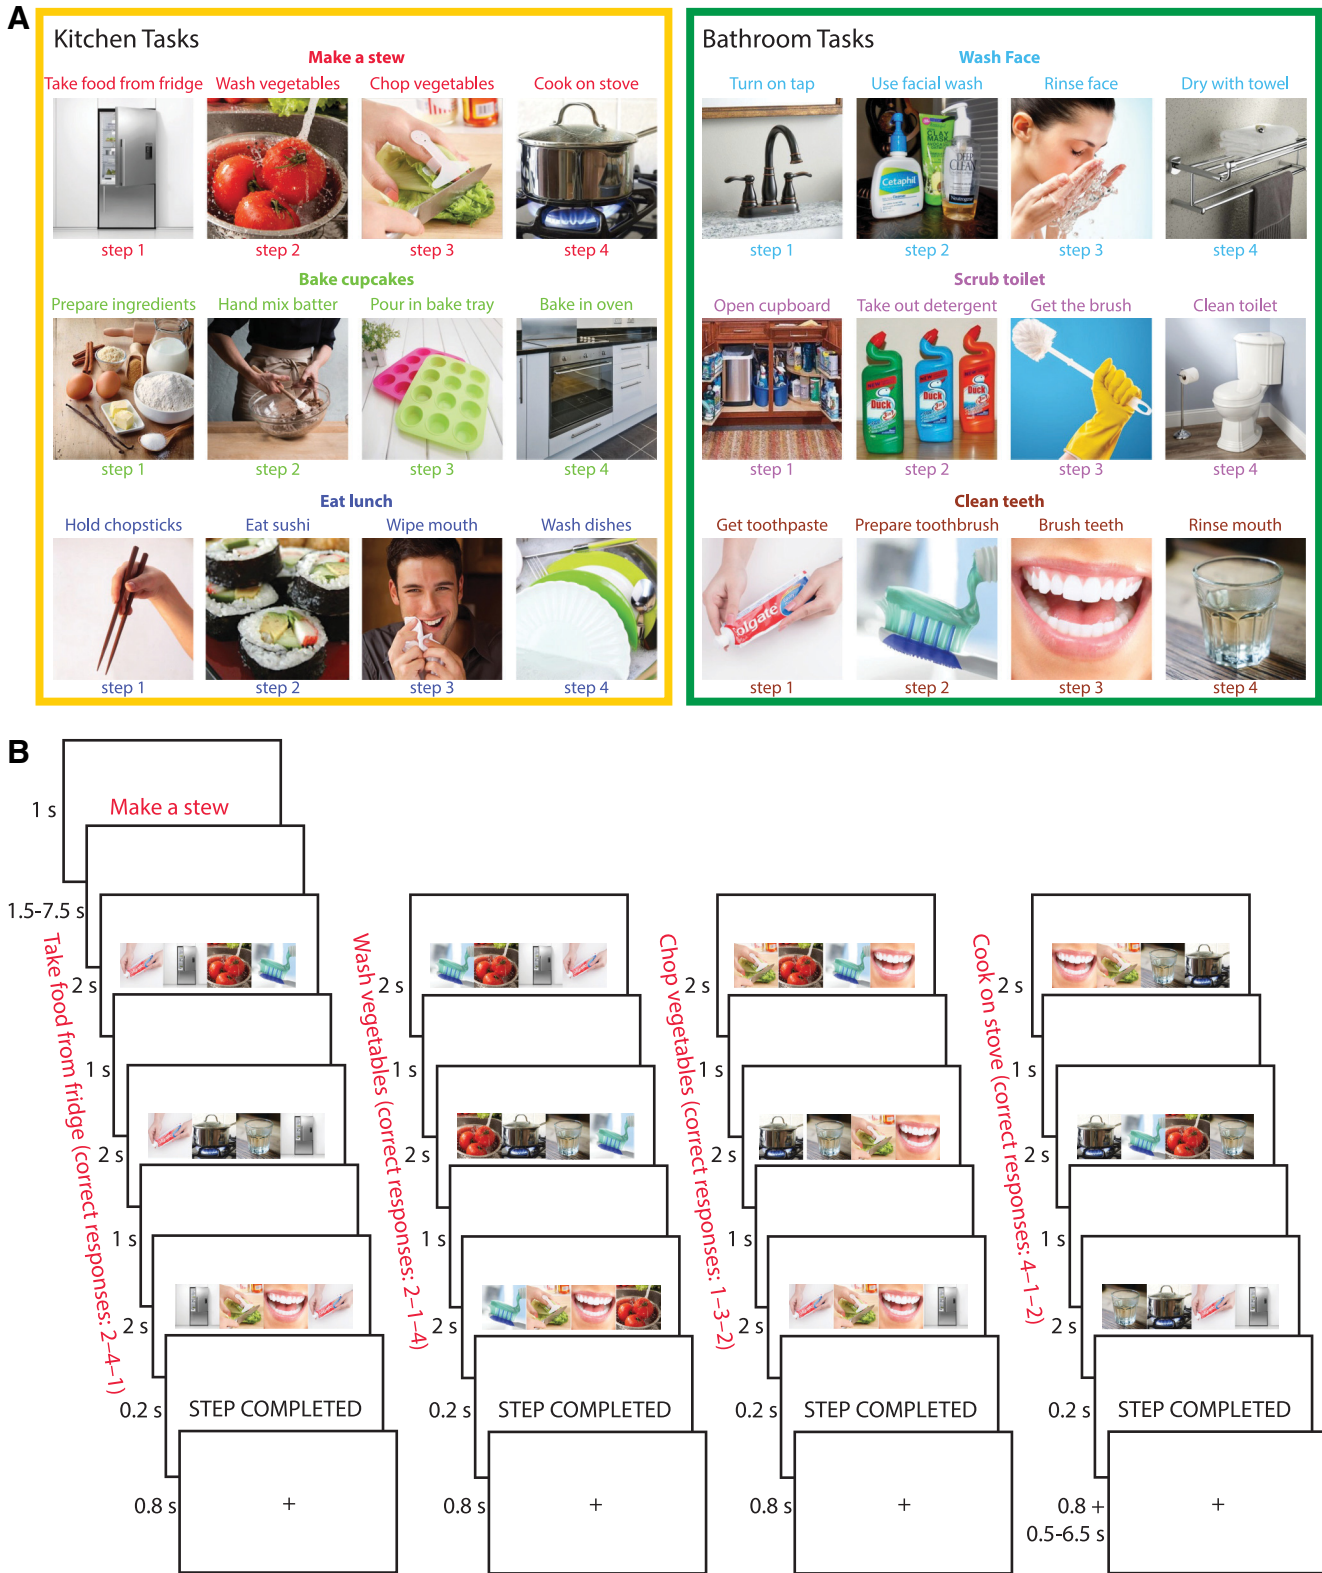 A
Kitchen Tasks
Make a stew
Take food from fridge Wash vegetables Chop vegetables Cook on stove
step 1 step 2 step 3 step 4
Bake cupcakes
Prepare ingredients Hand mix batter Pour in bake tray Bake in oven
step 1 step 2 step 3 step 4
Eat lunch
Hold chopsticks Eat sushi Wipe mouth Wash dishes
step 1 step 2 step 3 step 4
Bathroom Tasks
Wash Face
Turn on tap Use facial wash Rinse face Dry with towel
Cetaphil
CLAY
MASK
DEEP
CLEAN
Neutrogena
step 1 step 2 step 3 step 4
Scrub toilet
Open cupboard Take out detergent Get the brush Clean toilet
Duck Duck Duck
step 1 step 2 step 3 step 4
Clean teeth
Get toothpaste Prepare toothbrush Brush teeth Rinse mouth
Colgate
step 1 step 2 step 3 step 4
B
1 s
Make a stew
1.5-7.5 s
Take food from fridge (correct responses: 2–4–1)
2 s
1 s
2 s
1 s
2 s
0.2 s
STEP COMPLETED
0.8 s
+
Wash vegetables (correct responses: 2–1–4)
2 s
1 s
2 s
1 s
2 s
0.2 s
STEP COMPLETED
0.8 s
+
Chop vegetables (correct responses: 1–3–2)
2 s
1 s
2 s
1 s
2 s
0.2 s
STEP COMPLETED
0.8 s
+
Cook on stove (correct responses: 4–1–2)
2 s
1 s
2 s
1 s
2 s
0.2 s
STEP COMPLETED
0.8 +
0.5-6.5 s
+